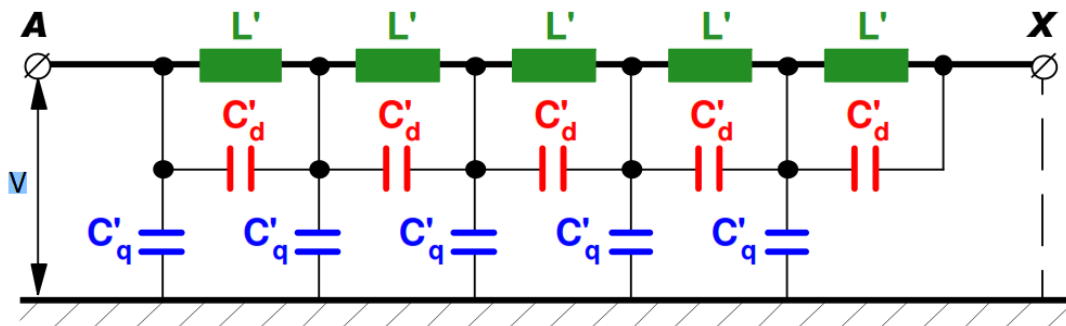 A L' L' L' L' L' X
C'd C'd C'd C'd C'd
V
C'q C'q C'q C'q C'q